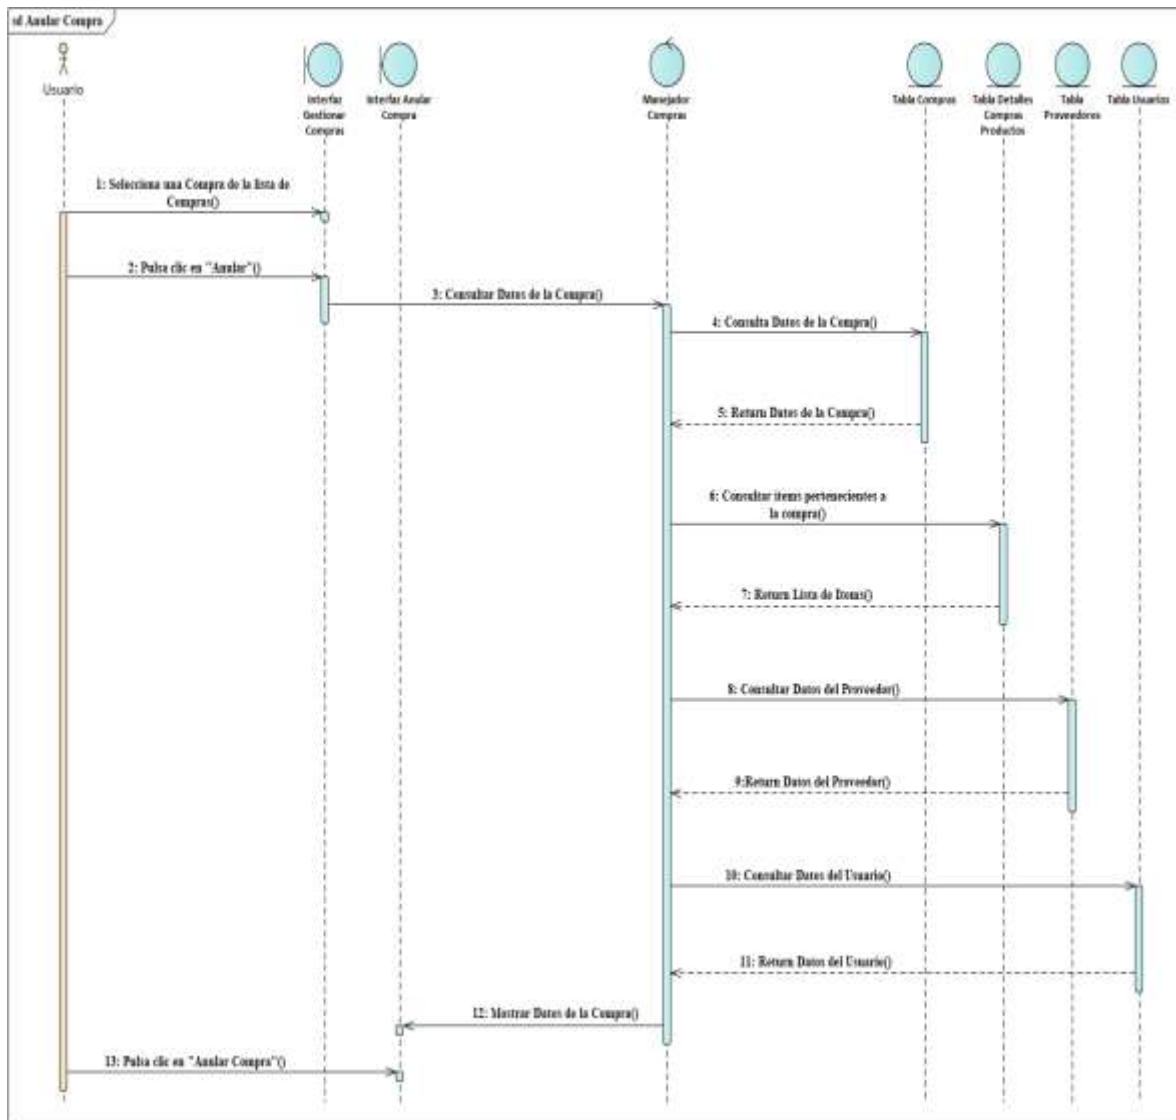 sd Anular Compra
Usuario
Interfaz
Gestionar
Compras
Interfaz Anular
Compra
Manejador
Compras
Tabla Compras
Tabla Detalles
Compras
Productos
Tabla
Proveedores
Tabla Usuarios
1: Selecciona una Compra de la lista de
Compras()
2: Pulsa clic en "Anular"()
3: Consultar Datos de la Compra()
4: Consulta Datos de la Compra()
5: Return Datos de la Compra()
6: Consultar items pertenecientes a
la compra()
7: Return Lista de Items()
8: Consultar Datos del Proveedor()
9:Return Datos del Proveedor()
10: Consultar Datos del Usuario()
11: Return Datos del Usuario()
12: Mostrar Datos de la Compra()
13: Pulsa clic en "Anular Compra"()